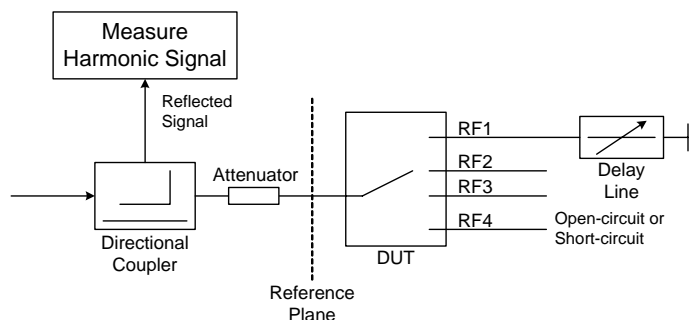 Measure
Harmonic Signal
Reflected
Signal
Attenuator
Directional
Coupler
Reference
Plane
RF1
RF2
RF3
RF4
DUT
Delay
Line
Open-circuit or
Short-circuit